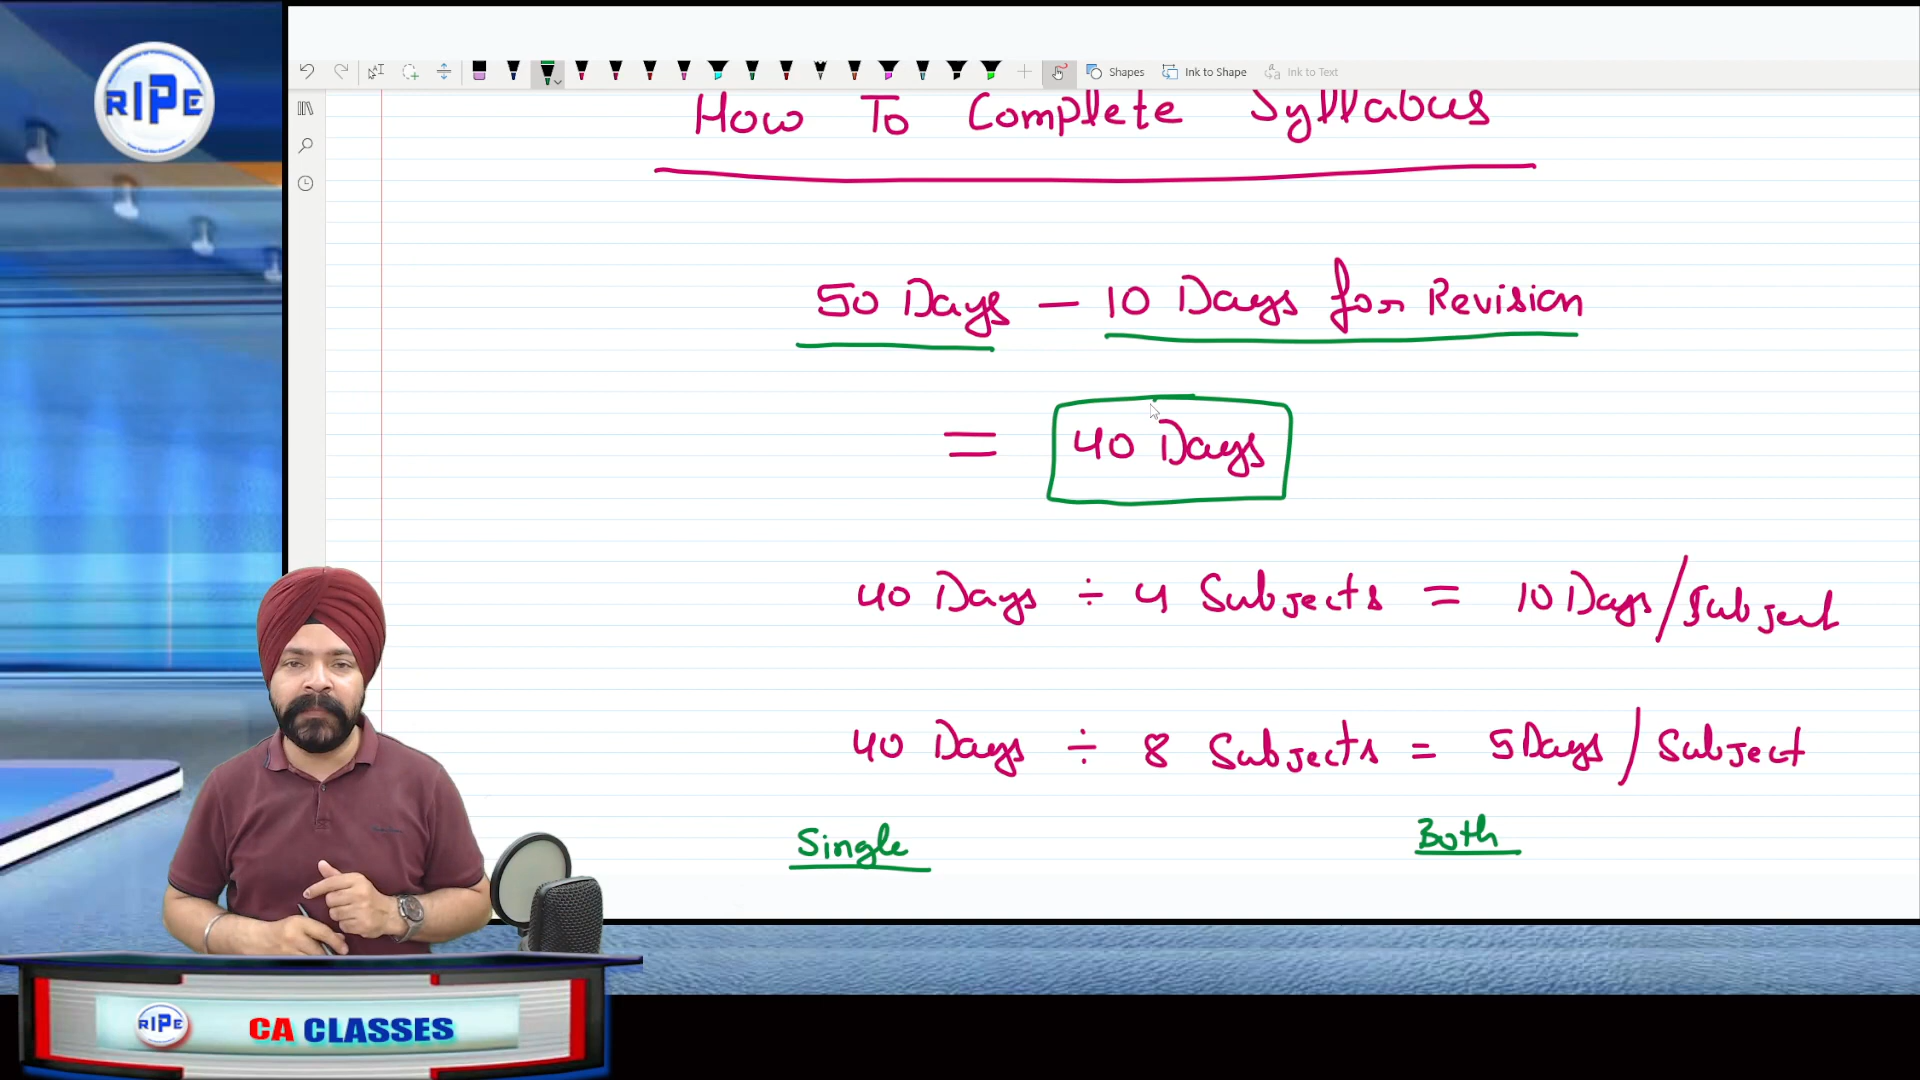 RIPE
Shapes
Ink to Shape
Ink to Text
How To Complete Syllabus
50 Days — 10 Days for Revision
= 40 Days
40 Days ÷ 4 Subjects = 10 Days/Subject
40 Days ÷ 8 Subjects = 5 Days/Subject
Single Both
RIPE CA CLASSES